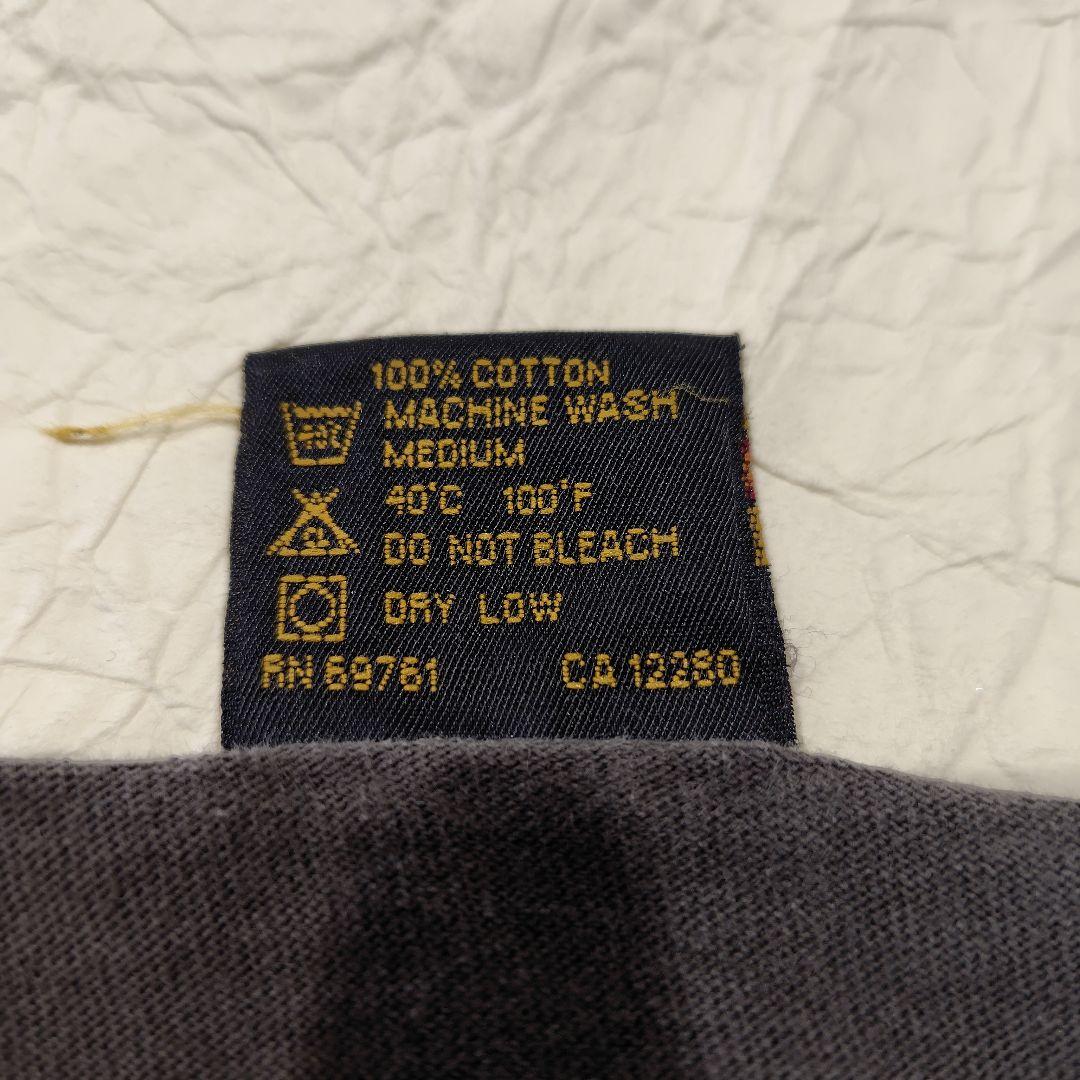 100% COTTON
MACHINE WASH
MEDIUM
40°C 100°F
DO NOT BLEACH
DRY LOW
RN 69761 CA 12280